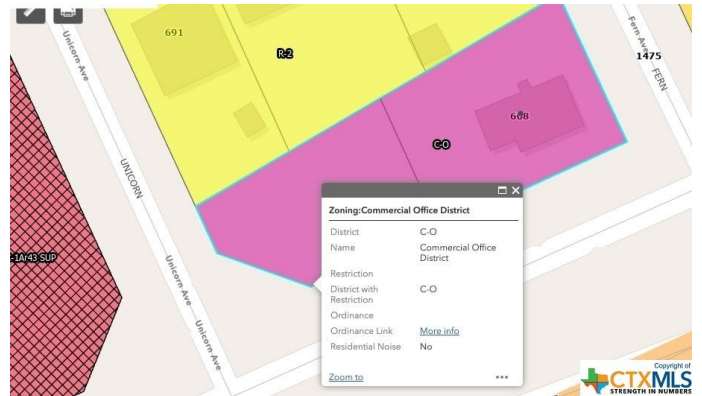 691
R-2
Unicorn Ave
UNICORN
Unicorn Ave
Unicorn Ave
Fern Ave
1475
FERN
608
C-O
-1Ar43 SUP
Zoning:Commercial Office District
District C-O
Name Commercial Office
District
Restriction
District with C-O
Restriction
Ordinance
Ordinance Link More info
Residential Noise No
Zoom to
Copyright of
CTXMLS
STRENGTH IN NUMBERS